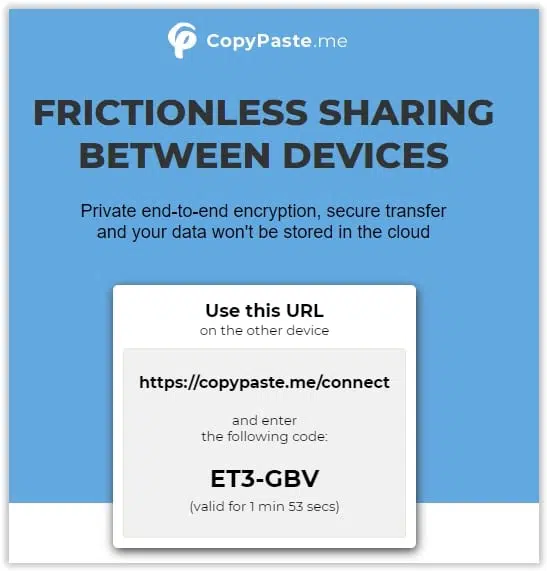 CopyPaste.me
FRICTIONLESS SHARING
BETWEEN DEVICES
Private end-to-end encryption, secure transfer
and your data won't be stored in the cloud
Use this URL
on the other device
https://copypaste.me/connect
and enter
the following code:
ET3-GBV
(valid for 1 min 53 secs)